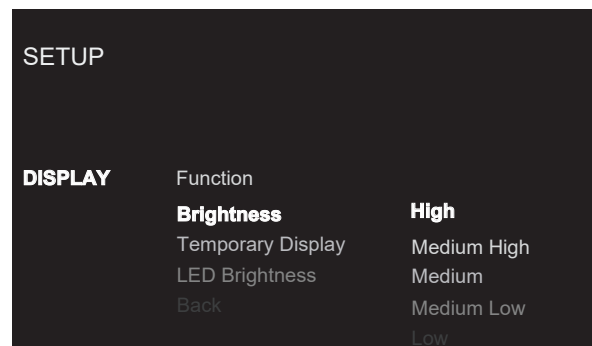 SETUP
DISPLAY
Function
Brightness
Temporary Display
LED Brightness
Back
High
Medium High
Medium
Medium Low
Low